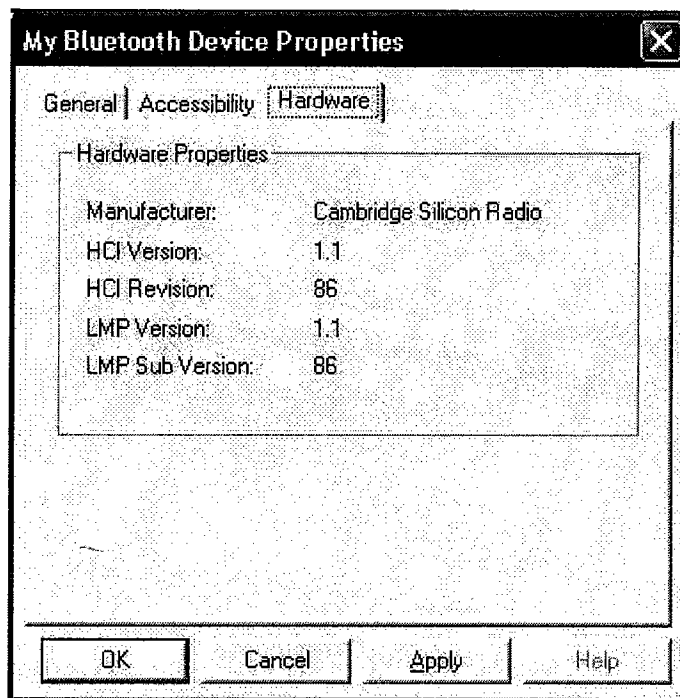 My Bluetooth Device Properties
General Accessibility Hardware
Hardware Properties
Manufacturer: Cambridge Silicon Radio
HCI Version: 1.1
HCI Revision: 86
LMP Version: 1.1
LMP Sub Version: 86
OK Cancel Apply Help